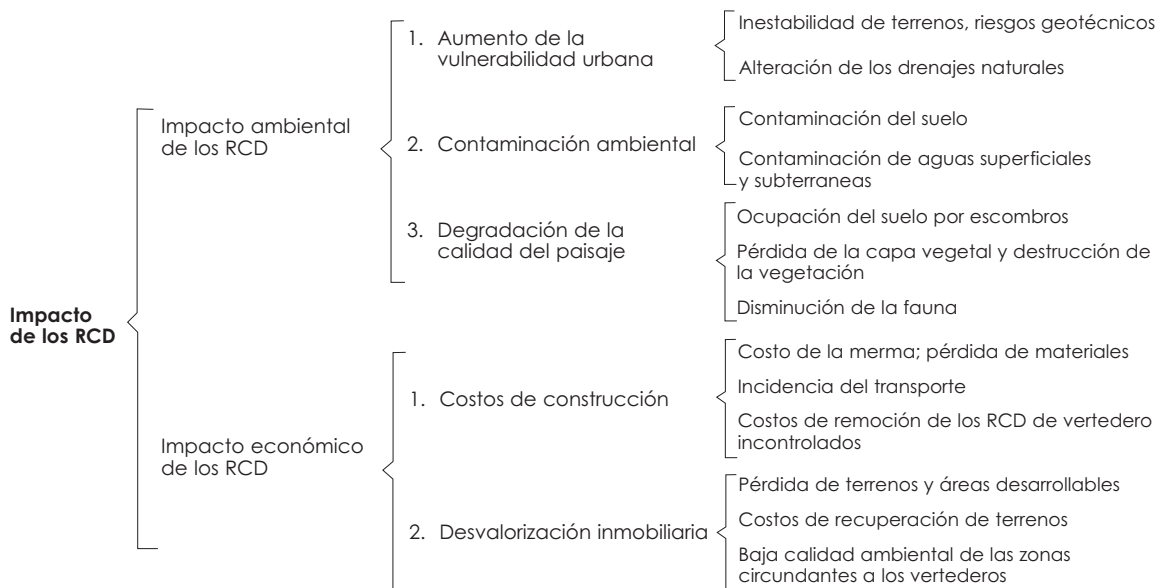 Impacto
de los RCD
Impacto ambiental
de los RCD
1. Aumento de la
vulnerabilidad urbana
Inestabilidad de terrenos, riesgos geotécnicos
Alteración de los drenajes naturales
2. Contaminación ambiental
Contaminación del suelo
Contaminación de aguas superficiales
y subterraneas
3. Degradación de la
calidad del paisaje
Ocupación del suelo por escombros
Pérdida de la capa vegetal y destrucción de
la vegetación
Disminución de la fauna
Impacto económico
de los RCD
1. Costos de construcción
Costo de la merma; pérdida de materiales
Incidencia del transporte
Costos de remoción de los RCD de vertedero
incontrolados
2. Desvalorización inmobiliaria
Pérdida de terrenos y áreas desarrollables
Costos de recuperación de terrenos
Baja calidad ambiental de las zonas
circundantes a los vertederos